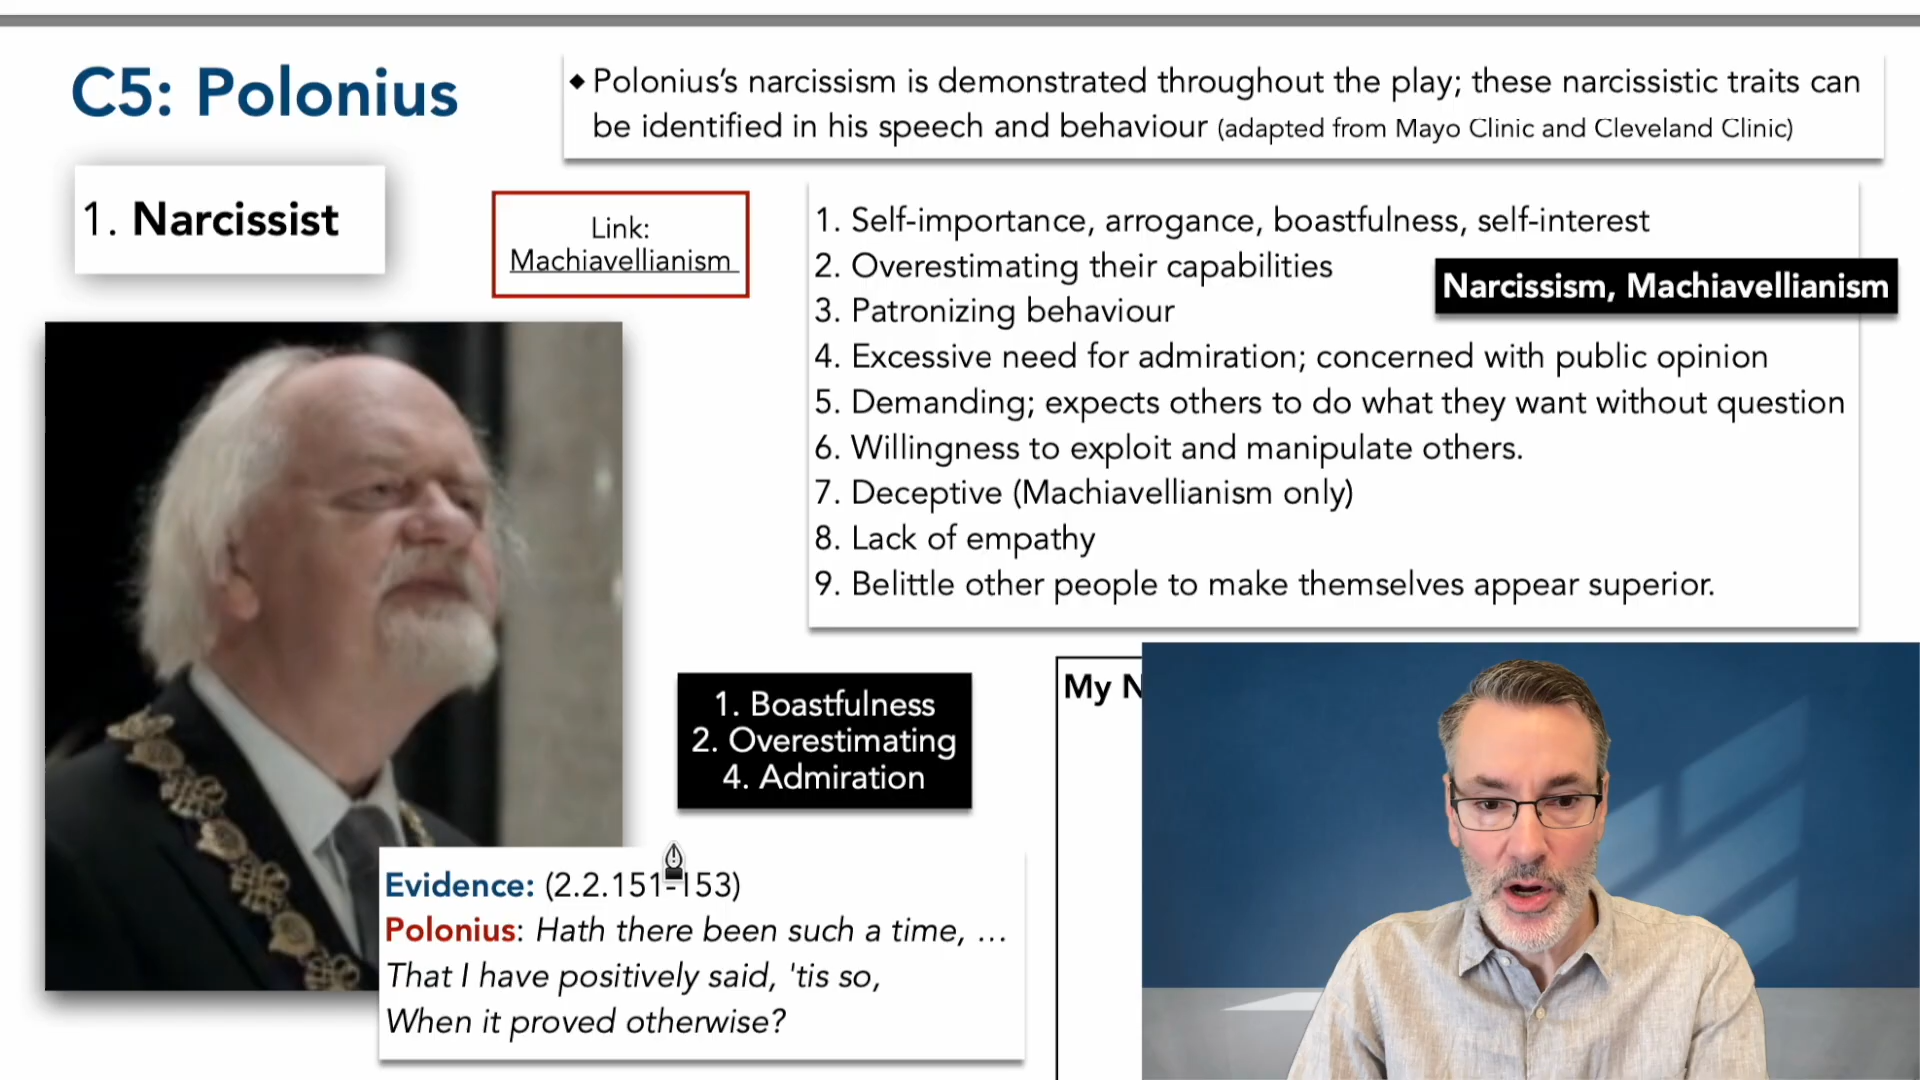 C5: Polonius
◆ Polonius's narcissism is demonstrated throughout the play; these narcissistic traits can
be identified in his speech and behaviour (adapted from Mayo Clinic and Cleveland Clinic)
1. Narcissist
Link:
Machiavellianism
1. Self-importance, arrogance, boastfulness, self-interest
2. Overestimating their capabilities
Narcissism, Machiavellianism
3. Patronizing behaviour
4. Excessive need for admiration; concerned with public opinion
5. Demanding; expects others to do what they want without question
6. Willingness to exploit and manipulate others.
7. Deceptive (Machiavellianism only)
8. Lack of empathy
9. Belittle other people to make themselves appear superior.
1. Boastfulness
2. Overestimating
4. Admiration
My N
Evidence: (2.2.151-153)
Polonius: Hath there been such a time, …
That I have positively said, 'tis so,
When it proved otherwise?